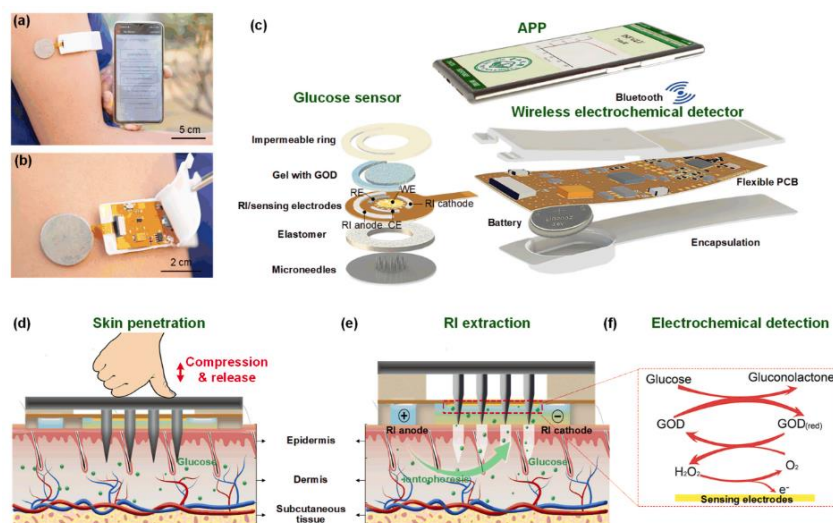 (a)
5 cm
(b)
2 cm
(c)
APP
Bluetooth
Glucose sensor
Wireless electrochemical detector
Impermeable ring
Gel with GOD
RE
WE
RI/sensing electrodes
RI cathode
RI anode
CE
Elastomer
Microneedles
Flexible PCB
Battery
Encapsulation
(d)
Skin penetration
Compression
& release
Glucose
Epidermis
Dermis
Subcutaneous
tissue
(e)
RI extraction
+
−
RI anode
RI cathode
Glucose
Iontophoresis
(f)
Electrochemical detection
Glucose
Gluconolactone
GOD
GOD(red)
H₂O₂
O₂
e⁻
Sensing electrodes